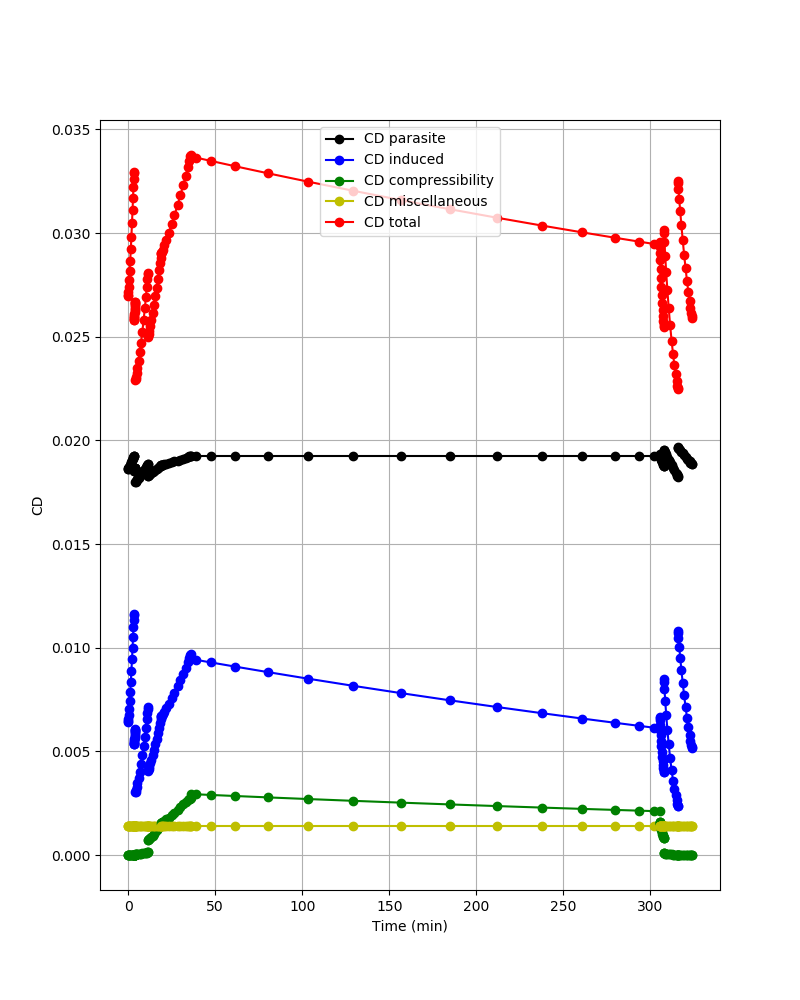 0.035
0.030
0.025
0.020
0.015
0.010
0.005
0.000
CD
CD parasite
CD induced
CD compressibility
CD miscellaneous
CD total
0 50 100 150 200 250 300
Time (min)